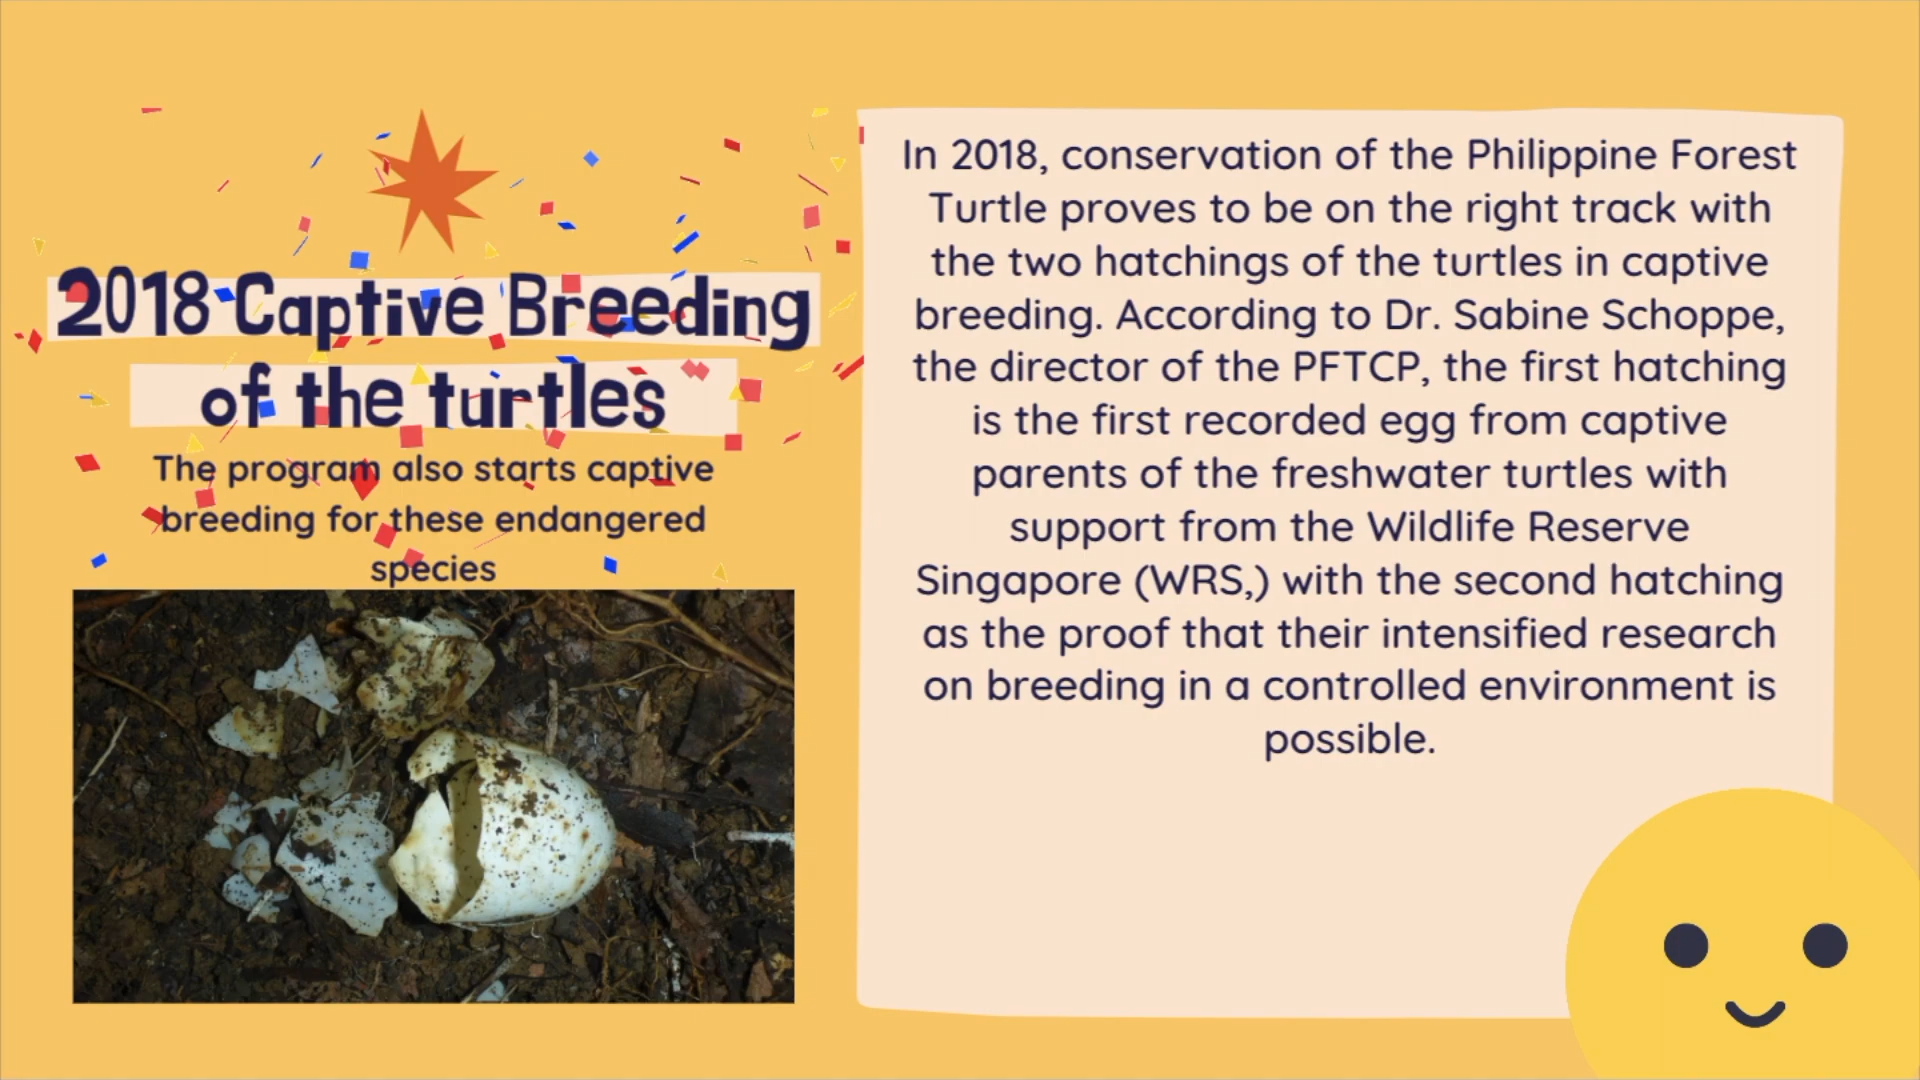 2018 Captive Breeding
of the turtles
The program also starts captive
breeding for these endangered
species
In 2018, conservation of the Philippine Forest
Turtle proves to be on the right track with
the two hatchings of the turtles in captive
breeding. According to Dr. Sabine Schoppe,
the director of the PFTCP, the first hatching
is the first recorded egg from captive
parents of the freshwater turtles with
support from the Wildlife Reserve
Singapore (WRS,) with the second hatching
as the proof that their intensified research
on breeding in a controlled environment is
possible.